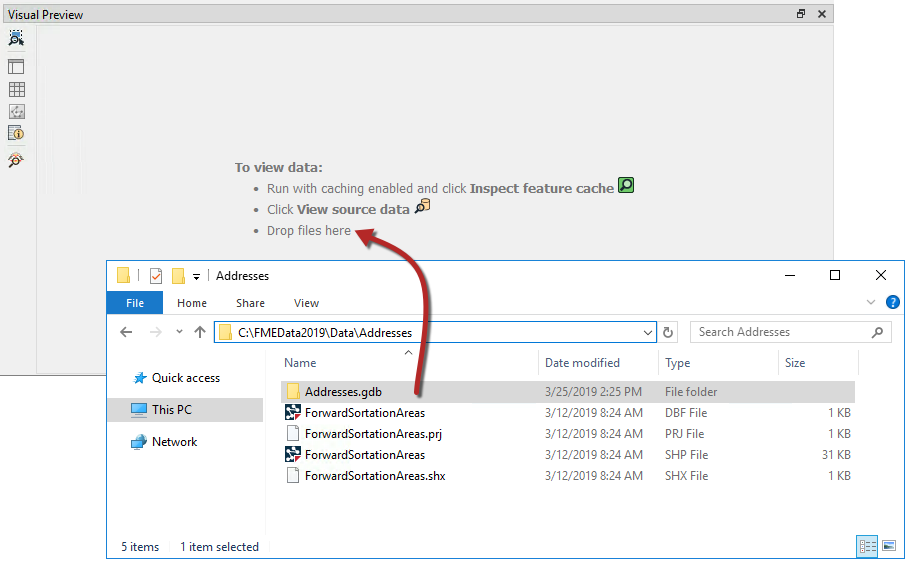 Visual Preview
To view data:
• Run with caching enabled and click Inspect feature cache
• Click View source data
• Drop files here
Addresses
File Home Share View
C:\FMEData2019\Data\Addresses
Search Addresses
Name Date modified Type Size
Quick access
This PC
Network
Addresses.gdb 3/25/2019 2:25 PM File folder
ForwardSortationAreas 3/12/2019 8:24 AM DBF File 1 KB
ForwardSortationAreas.prj 3/12/2019 8:24 AM PRJ File 1 KB
ForwardSortationAreas 3/12/2019 8:24 AM SHP File 31 KB
ForwardSortationAreas.shx 3/12/2019 8:24 AM SHX File 1 KB
5 items 1 item selected